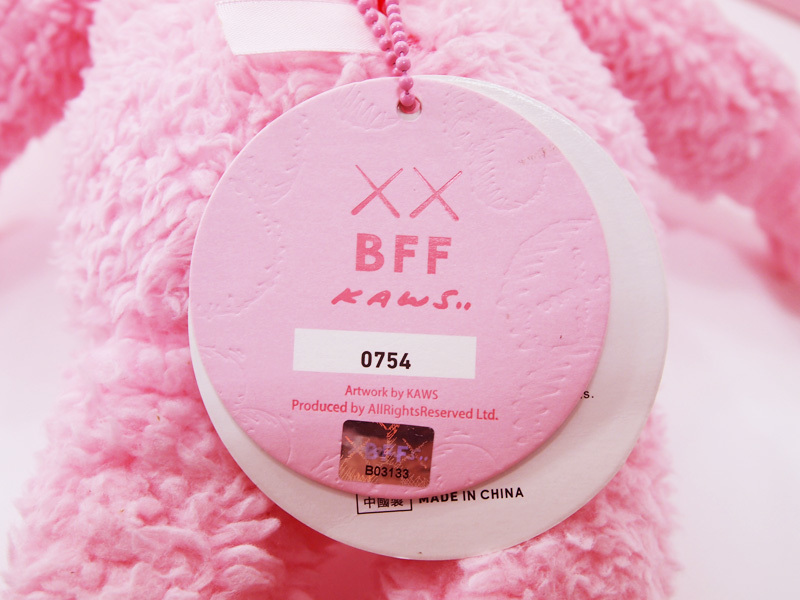 XX
BFF
KAWS..
0754
Artwork by KAWS
Produced by AllRightsReserved Ltd.
BFF
B03133
s.
中國製 MADE IN CHINA